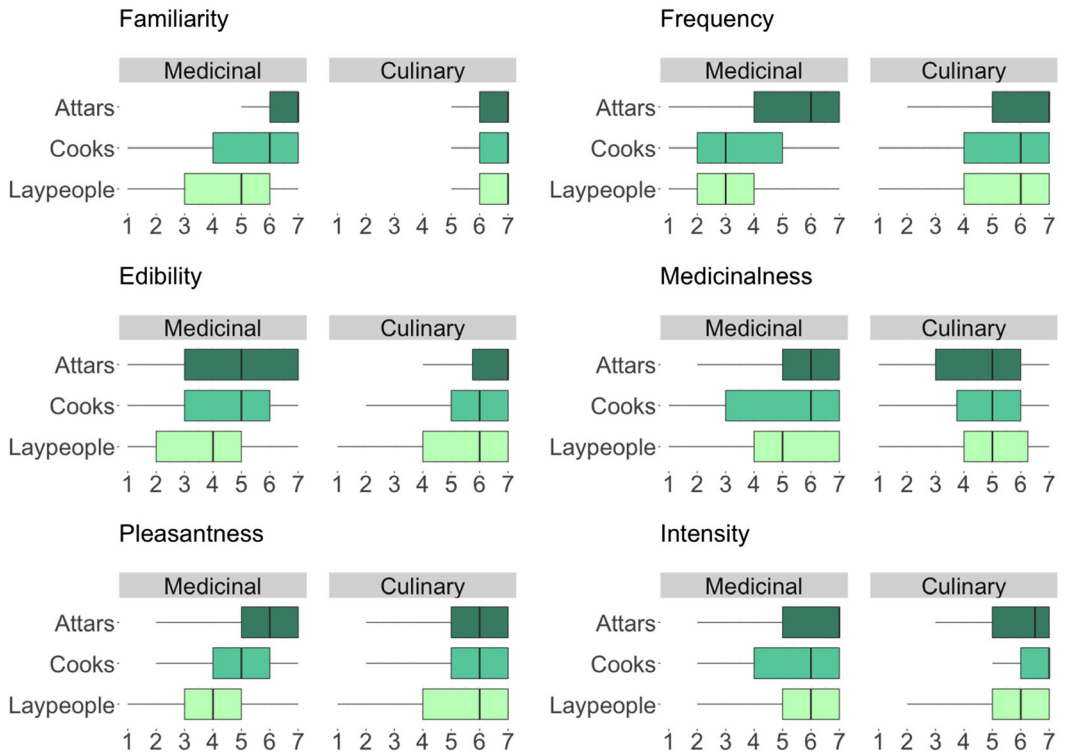 Familiarity
Frequency
Medicinal Culinary
Medicinal Culinary
Attars
Cooks
Laypeople
1 2 3 4 5 6 7 1 2 3 4 5 6 7
Attars
Cooks
Laypeople
1 2 3 4 5 6 7 1 2 3 4 5 6 7
Edibility
Medicinalness
Medicinal Culinary
Medicinal Culinary
Attars
Cooks
Laypeople
1 2 3 4 5 6 7 1 2 3 4 5 6 7
Attars
Cooks
Laypeople
1 2 3 4 5 6 7 1 2 3 4 5 6 7
Pleasantness
Intensity
Medicinal Culinary
Medicinal Culinary
Attars
Cooks
Laypeople
1 2 3 4 5 6 7 1 2 3 4 5 6 7
Attars
Cooks
Laypeople
1 2 3 4 5 6 7 1 2 3 4 5 6 7